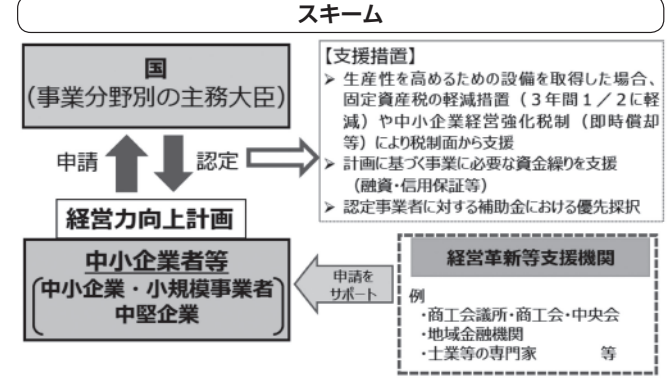 スキーム
国
(事業分野別の主務大臣)
申請
認定
【支援措置】
➢ 生産性を高めるための設備を取得した場合、
固定資産税の軽減措置(3年間1/2に軽
減)や中小企業経営強化税制(即時償却
等)により税制面から支援
➢ 計画に基づく事業に必要な資金繰りを支援
(融資・信用保証等)
➢ 認定事業者に対する補助金における優先採択
経営力向上計画
中小企業者等
中小企業・小規模事業者
中堅企業
申請を
サポート
経営革新等支援機関
例
・商工会議所・商工会・中央会
・地域金融機関
・士業等の専門家 等